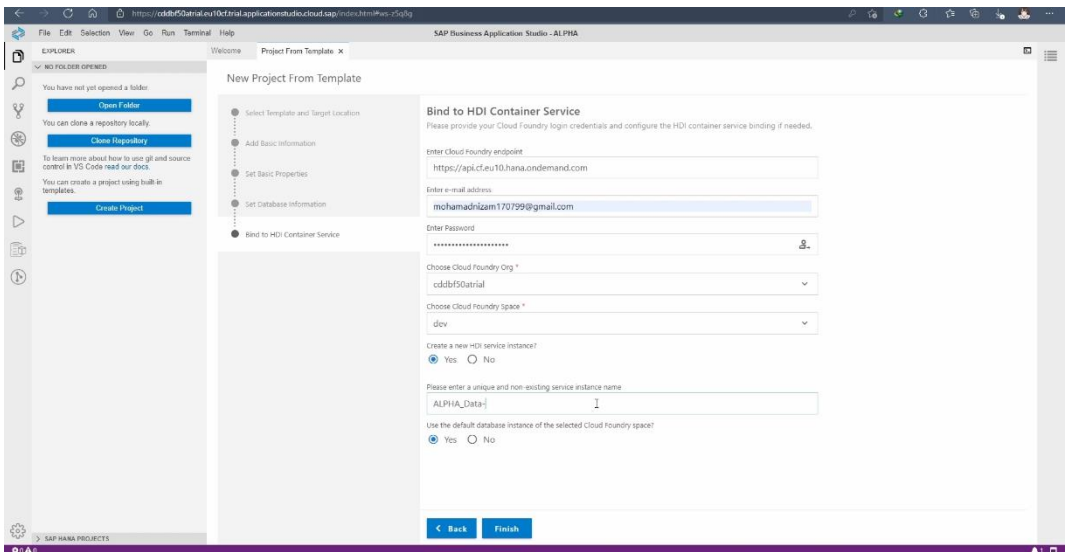 https://cddbf50atrial.eu10cf.trial.applicationstudio.cloud.sap/index.html#ws-z5q8g
File Edit Selection View Go Run Terminal Help
SAP Business Application Studio - ALPHA
EXPLORER
NO FOLDER OPENED
You have not yet opened a folder.
Open Folder
You can clone a repository locally.
Clone Repository
To learn more about how to use git and source
control in VS Code read our docs.
You can create a project using built-in
templates.
Create Project
SAP HANA PROJECTS
Welcome
Project From Template
New Project From Template
Select Template and Target Location
Add Basic Information
Set Basic Properties
Set Database Information
Bind to HDI Container Service
Bind to HDI Container Service
Please provide your Cloud Foundry login credentials and configure the HDI container service binding if needed.
Enter Cloud Foundry endpoint
https://api.cf.eu10.hana.ondemand.com
Enter e-mail address
mohamadnizam170799@gmail.com
Enter Password
Choose Cloud Foundry Org *
cddbf50atrial
Choose Cloud Foundry Space *
dev
Create a new HDI service instance?
Yes No
Please enter a unique and non-existing service instance name
ALPHA_Data-
Use the default database instance of the selected Cloud Foundry space?
Yes No
< Back
Finish